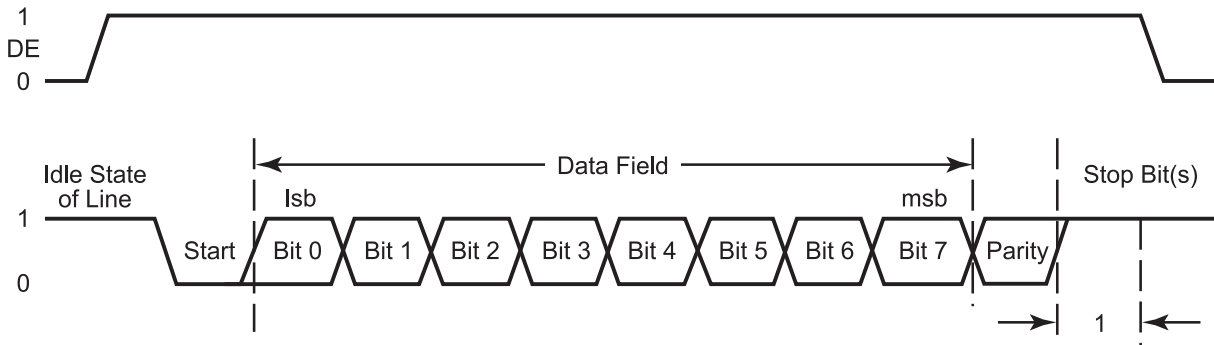 1
DE
0
Data Field
Idle State
of Line
Stop Bit(s)
lsb
msb
1
Start
Bit 0
Bit 1
Bit 2
Bit 3
Bit 4
Bit 5
Bit 6
Bit 7
Parity
0
1